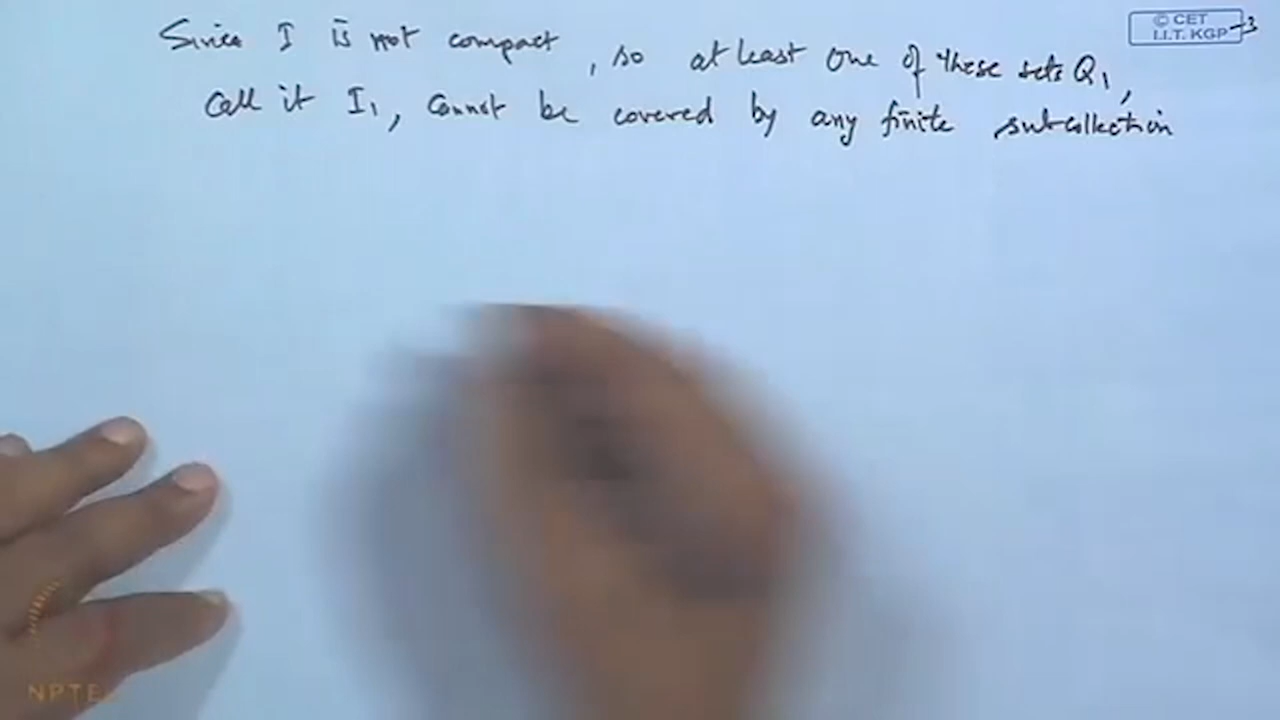 © CET
I.I.T. KGP
Since I is not compact, so at least one of these sets Q1,
call it I1, cannot be covered by any finite subcollection
NPTE